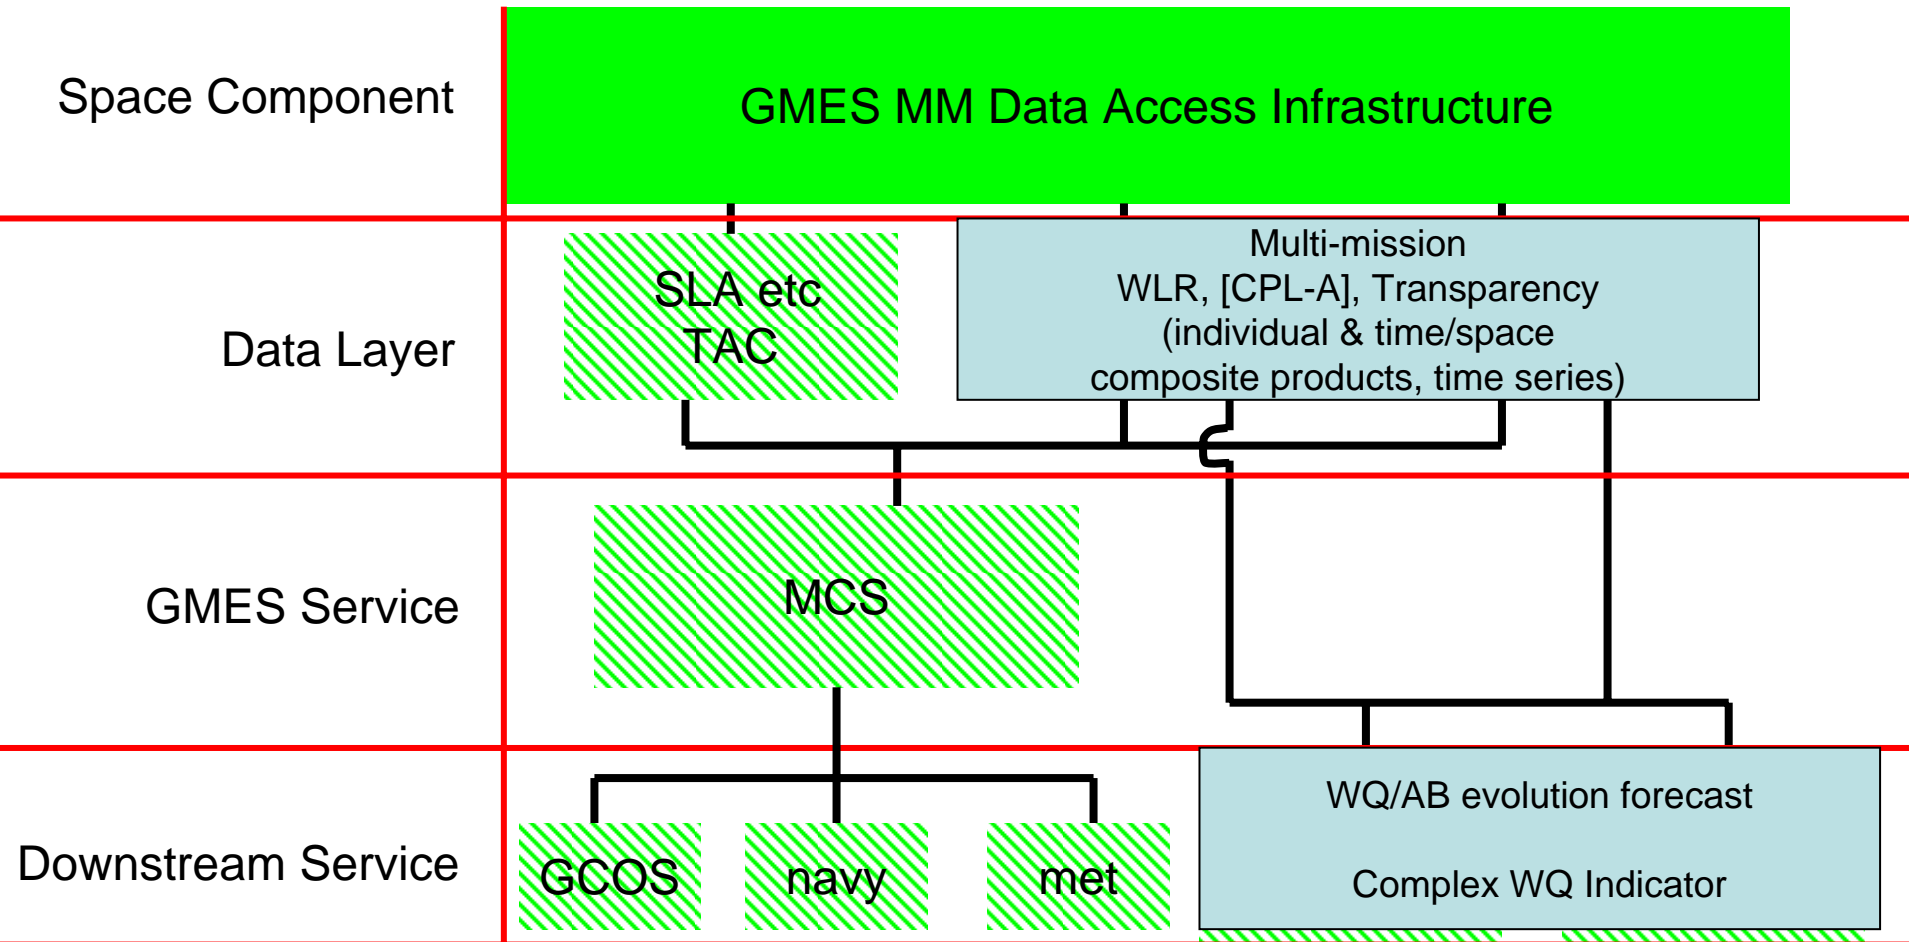 Space Component
GMES MM Data Access Infrastructure
Data Layer
SLA etc
TAC
Multi-mission
WLR, [CPL-A], Transparency
(individual & time/space
composite products, time series)
GMES Service
MCS
Downstream Service
GCOS
navy
met
WQ/AB evolution forecast
Complex WQ Indicator